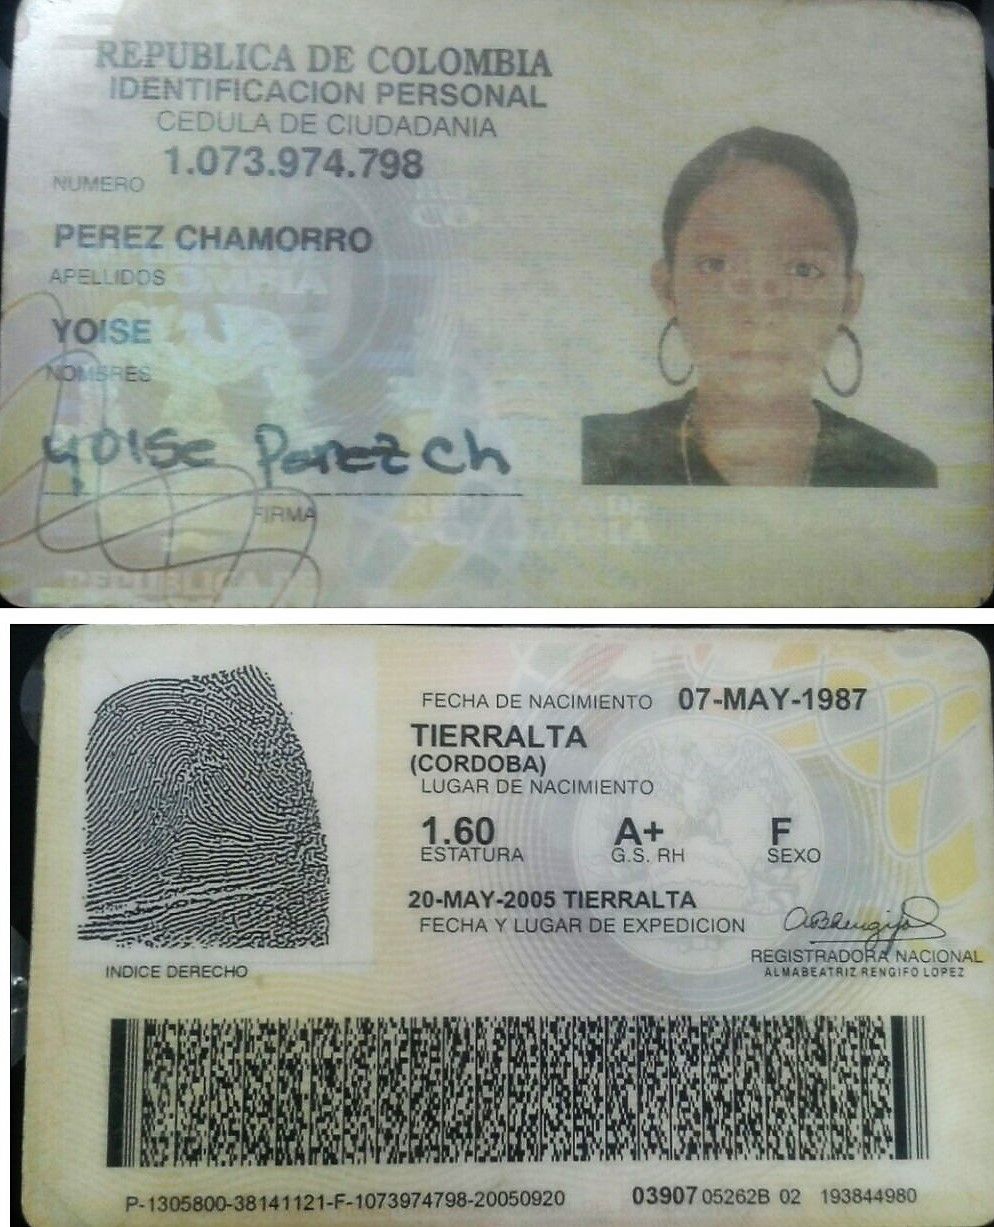 REPUBLICA DE COLOMBIA
IDENTIFICACION PERSONAL
CEDULA DE CIUDADANIA
NUMERO 1.073.974.798
PEREZ CHAMORRO
APELLIDOS
YOISE
NOMBRES
Yoise Perez Ch
FIRMA
FECHA DE NACIMIENTO 07-MAY-1987
TIERRALTA
(CORDOBA)
LUGAR DE NACIMIENTO
1.60 A+ F
ESTATURA G.S. RH SEXO
20-MAY-2005 TIERRALTA
FECHA Y LUGAR DE EXPEDICION
REGISTRADORA NACIONAL
ALMABEATRIZ RENGIFO LOPEZ
INDICE DERECHO
P-1305800-38141121-F-1073974798-20050920 03907 05262B 02 193844980